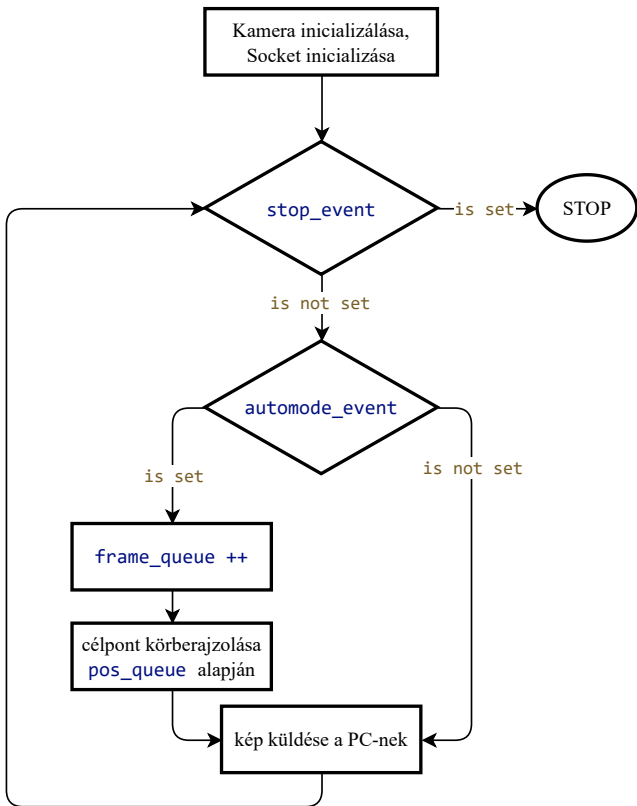 Kamera inicializálása,
Socket inicializása
stop_event
is set
STOP
is not set
automode_event
is set
is not set
frame_queue ++
célpont körberajzolása
pos_queue alapján
kép küldése a PC-nek